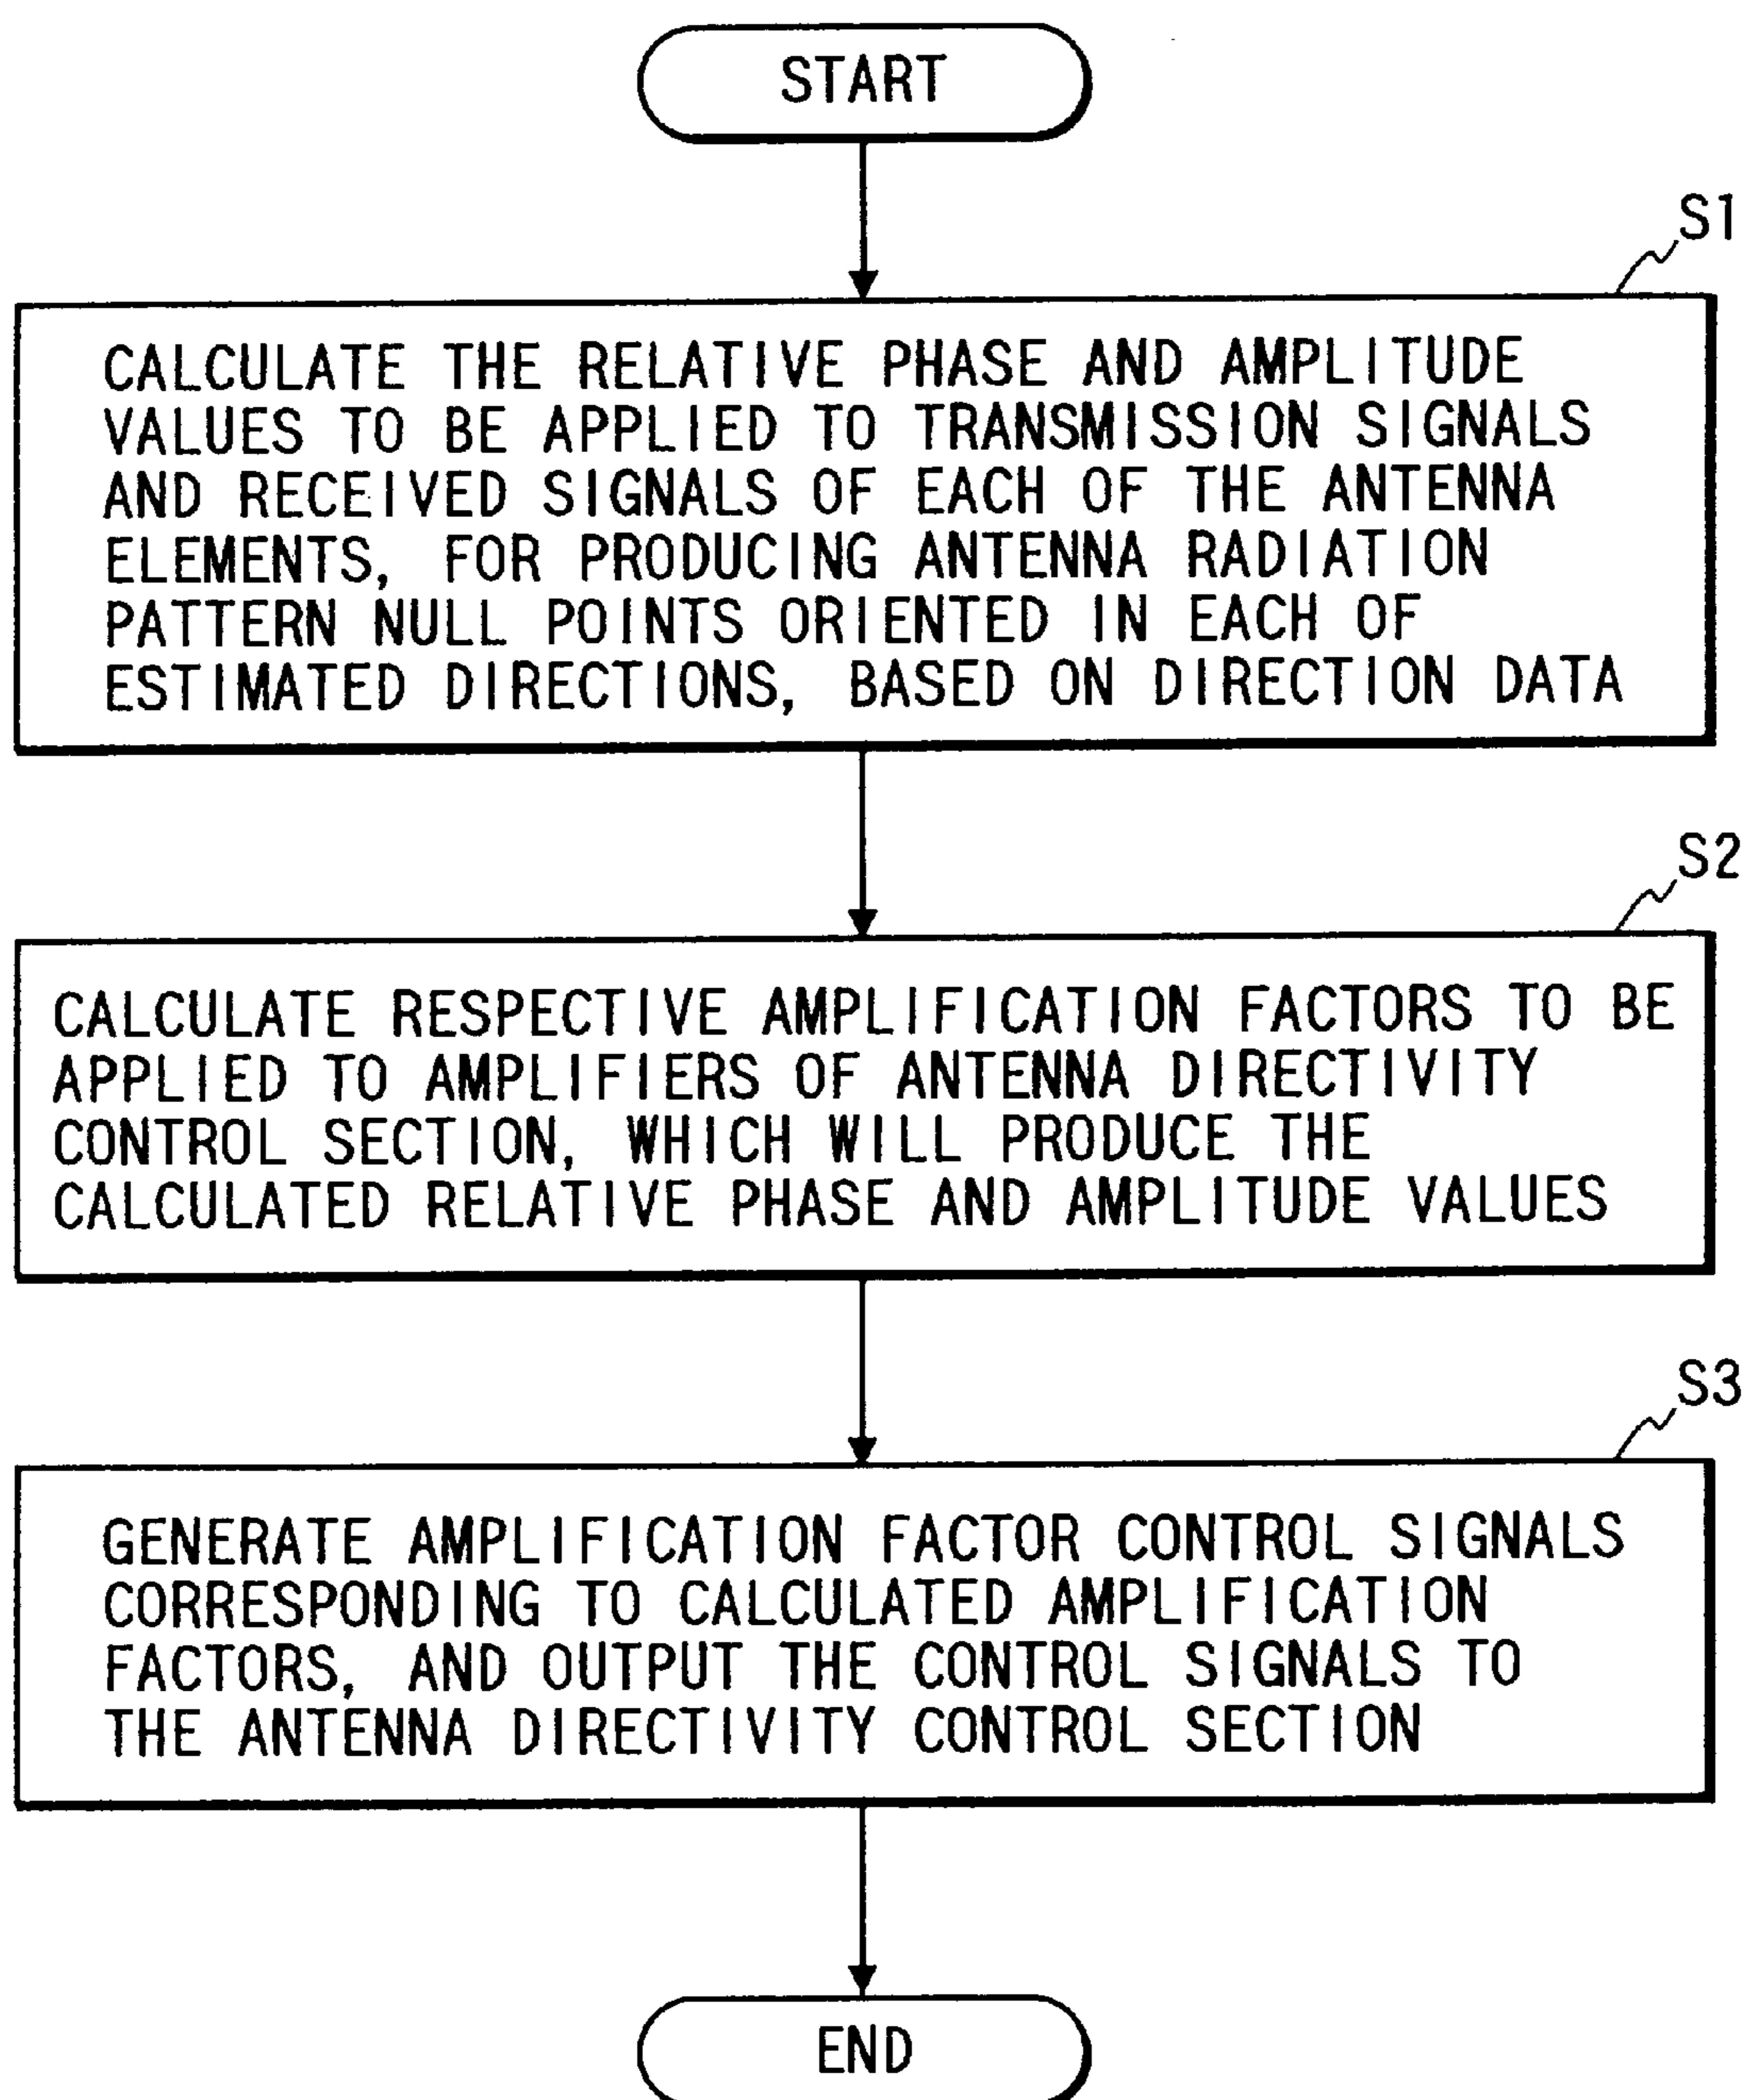 START
S1
CALCULATE THE RELATIVE PHASE AND AMPLITUDE
VALUES TO BE APPLIED TO TRANSMISSION SIGNALS
AND RECEIVED SIGNALS OF EACH OF THE ANTENNA
ELEMENTS, FOR PRODUCING ANTENNA RADIATION
PATTERN NULL POINTS ORIENTED IN EACH OF
ESTIMATED DIRECTIONS, BASED ON DIRECTION DATA
S2
CALCULATE RESPECTIVE AMPLIFICATION FACTORS TO BE
APPLIED TO AMPLIFIERS OF ANTENNA DIRECTIVITY
CONTROL SECTION, WHICH WILL PRODUCE THE
CALCULATED RELATIVE PHASE AND AMPLITUDE VALUES
S3
GENERATE AMPLIFICATION FACTOR CONTROL SIGNALS
CORRESPONDING TO CALCULATED AMPLIFICATION
FACTORS, AND OUTPUT THE CONTROL SIGNALS TO
THE ANTENNA DIRECTIVITY CONTROL SECTION
END